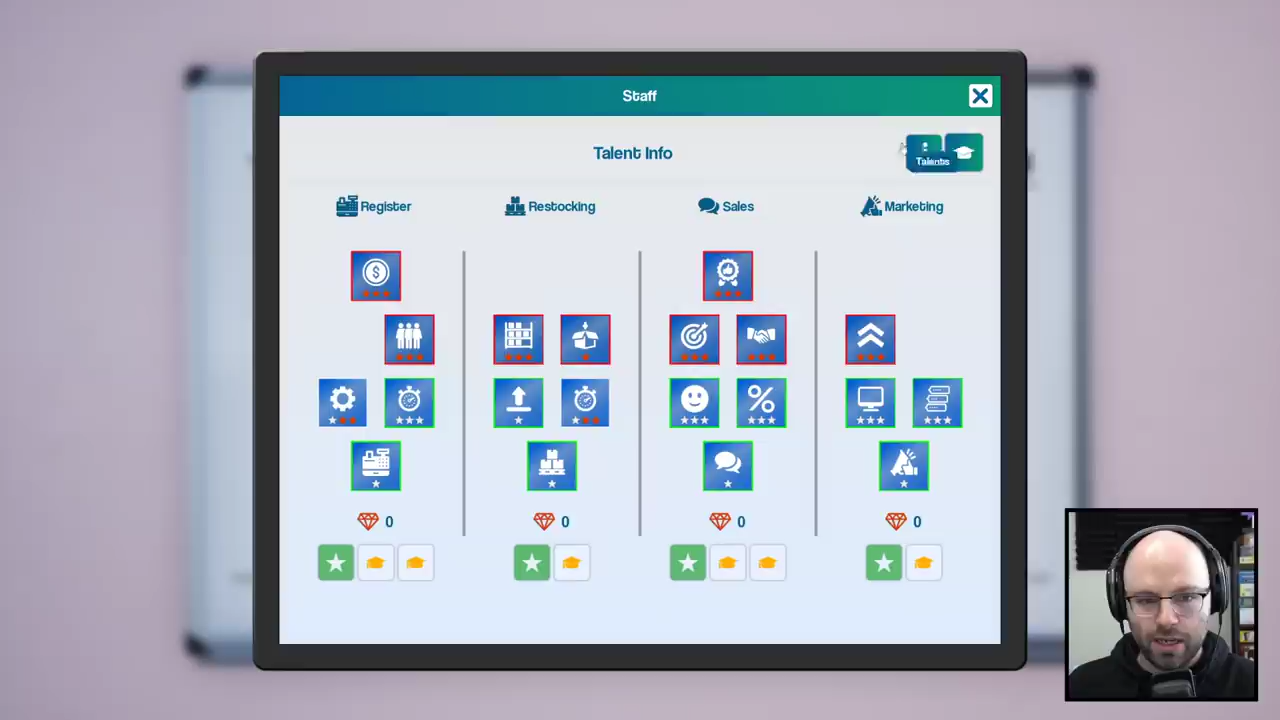 Staff
Talent Info
Talents
Register
Restocking
Sales
Marketing
0
0
0
0